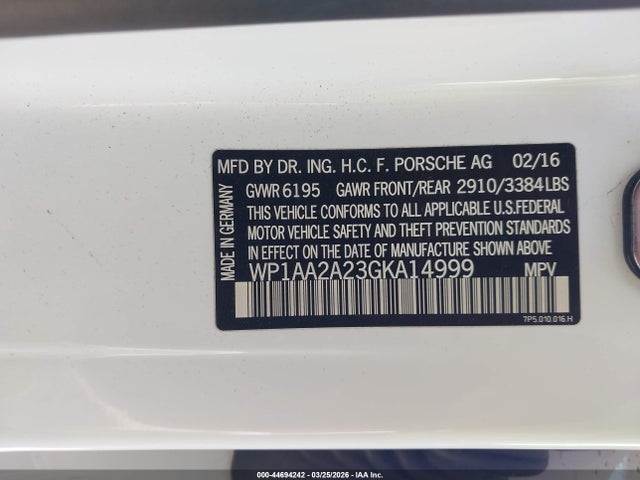 MFD BY DR. ING. H.C. F. PORSCHE AG 02/16
GVWR 6195 GAWR FRONT/REAR 2910/3384LBS
THIS VEHICLE CONFORMS TO ALL APPLICABLE U.S.FEDERAL
MOTOR VEHICLE SAFETY AND THEFT PREVENTION STANDARDS
IN EFFECT ON THE DATE OF MANUFACTURE SHOWN ABOVE
WP1AA2A23GKA14999 MPV
7P5.010.016.H
MADE IN GERMANY
000-44694242 | 03/25/2026 | IAA Inc.